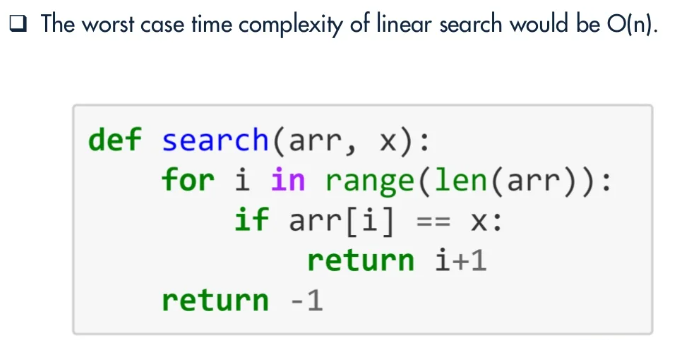 ❑ The worst case time complexity of linear search would be O(n).
def search(arr, x):
    for i in range(len(arr)):
        if arr[i] == x:
            return i+1
    return -1